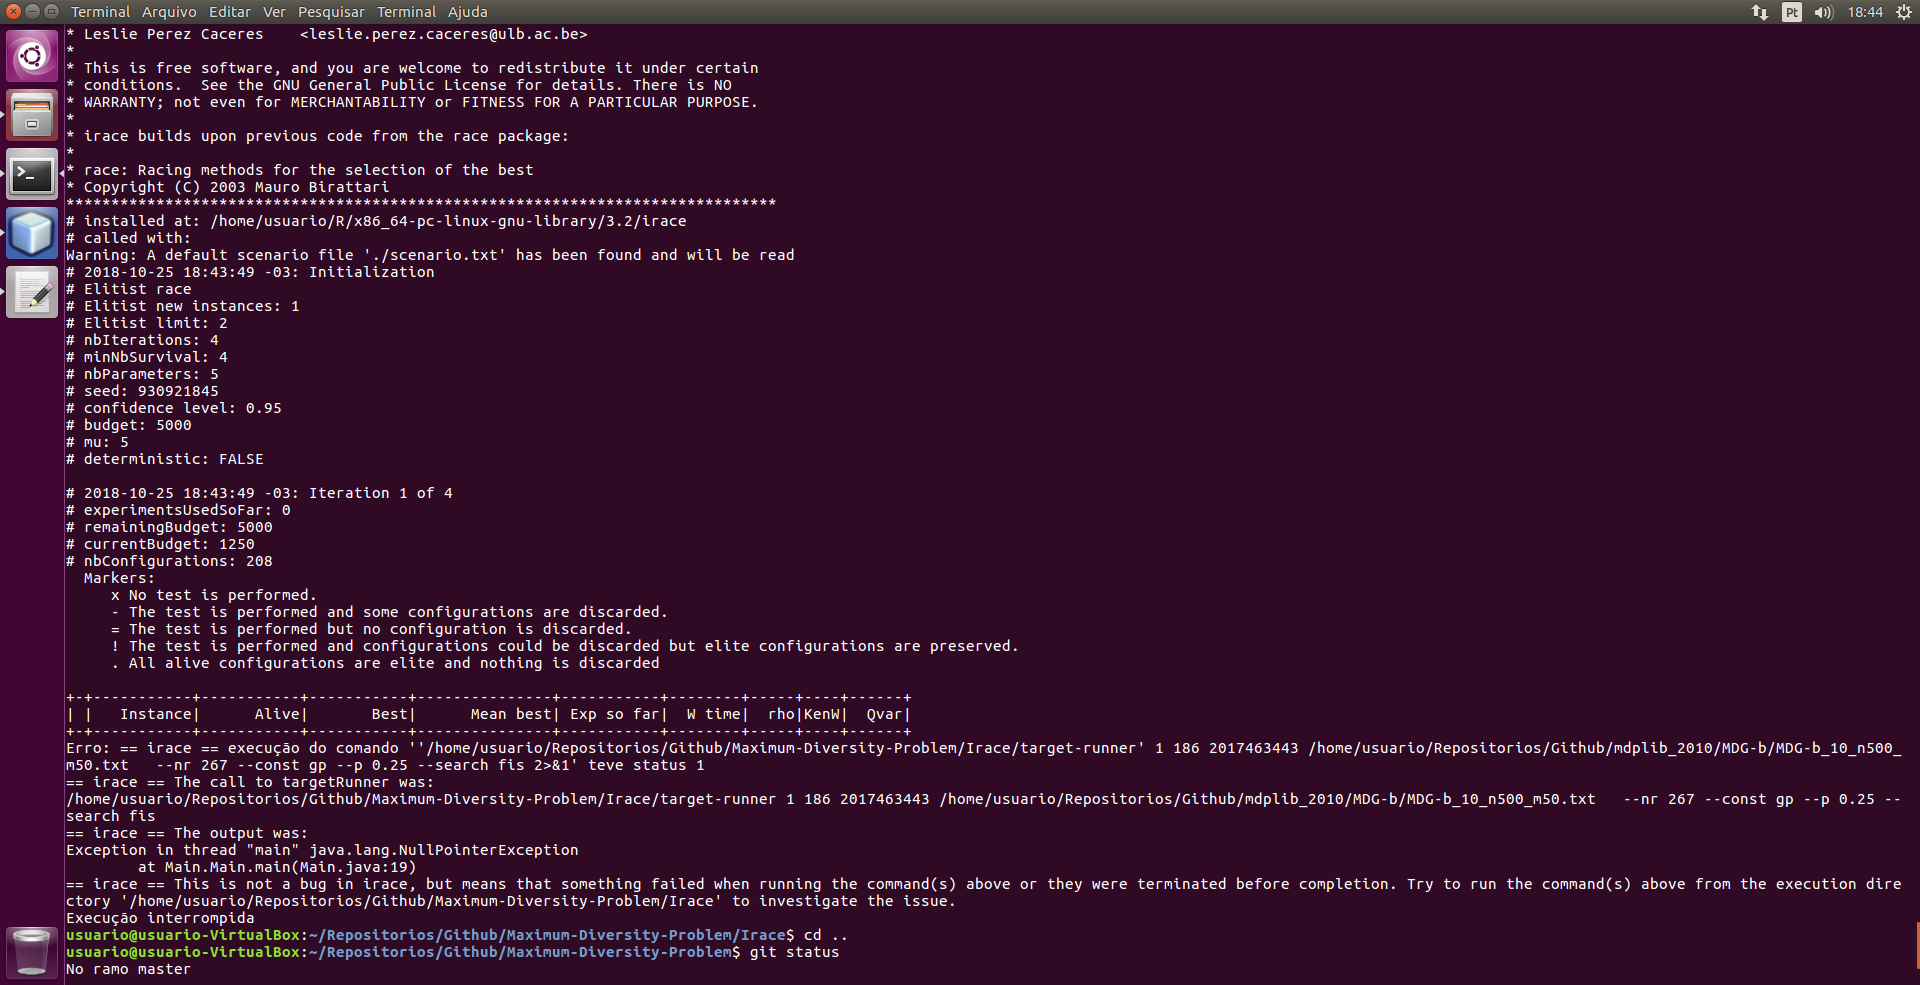 Terminal Arquivo Editar Ver Pesquisar Terminal Ajuda Pt 18:44
* Leslie Perez Caceres    <leslie.perez.caceres@ulb.ac.be>
*
* This is free software, and you are welcome to redistribute it under certain
* conditions.  See the GNU General Public License for details. There is NO
* WARRANTY; not even for MERCHANTABILITY or FITNESS FOR A PARTICULAR PURPOSE.
*
* irace builds upon previous code from the race package:
*
* race: Racing methods for the selection of the best
* Copyright (C) 2003 Mauro Birattari
*******************************************************************************
# installed at: /home/usuario/R/x86_64-pc-linux-gnu-library/3.2/irace
# called with:
Warning: A default scenario file './scenario.txt' has been found and will be read
# 2018-10-25 18:43:49 -03: Initialization
# Elitist race
# Elitist new instances: 1
# Elitist limit: 2
# nbIterations: 4
# minNbSurvival: 4
# nbParameters: 5
# seed: 930921845
# confidence level: 0.95
# budget: 5000
# mu: 5
# deterministic: FALSE
# 2018-10-25 18:43:49 -03: Iteration 1 of 4
# experimentsUsedSoFar: 0
# remainingBudget: 5000
# currentBudget: 1250
# nbConfigurations: 208
  Markers:
     x No test is performed.
     - The test is performed and some configurations are discarded.
     = The test is performed but no configuration is discarded.
     ! The test is performed and configurations could be discarded but elite configurations are preserved.
     . All alive configurations are elite and nothing is discarded
+-+-----------+-----------+-----------+---------------+-----------+--------+-----+----+------+
| |   Instance|      Alive|       Best|      Mean best| Exp so far|  W time|  rho|KenW|  Qvar|
+-+-----------+-----------+-----------+---------------+-----------+--------+-----+----+------+
Erro: == irace == execução do comando ''/home/usuario/Repositorios/Github/Maximum-Diversity-Problem/Irace/target-runner' 1 186 2017463443 /home/usuario/Repositorios/Github/mdplib_2010/MDG-b/MDG-b_10_n500_
m50.txt   --nr 267 --const gp --p 0.25 --search fis 2>&1' teve status 1
== irace == The call to targetRunner was:
/home/usuario/Repositorios/Github/Maximum-Diversity-Problem/Irace/target-runner 1 186 2017463443 /home/usuario/Repositorios/Github/mdplib_2010/MDG-b/MDG-b_10_n500_m50.txt   --nr 267 --const gp --p 0.25 --
search fis
== irace == The output was:
Exception in thread "main" java.lang.NullPointerException
        at Main.Main.main(Main.java:19)
== irace == This is not a bug in irace, but means that something failed when running the command(s) above or they were terminated before completion. Try to run the command(s) above from the execution dire
ctory '/home/usuario/Repositorios/Github/Maximum-Diversity-Problem/Irace' to investigate the issue.
Execução interrompida
usuario@usuario-VirtualBox:~/Repositorios/Github/Maximum-Diversity-Problem/Irace$ cd ..
usuario@usuario-VirtualBox:~/Repositorios/Github/Maximum-Diversity-Problem$ git status
No ramo master